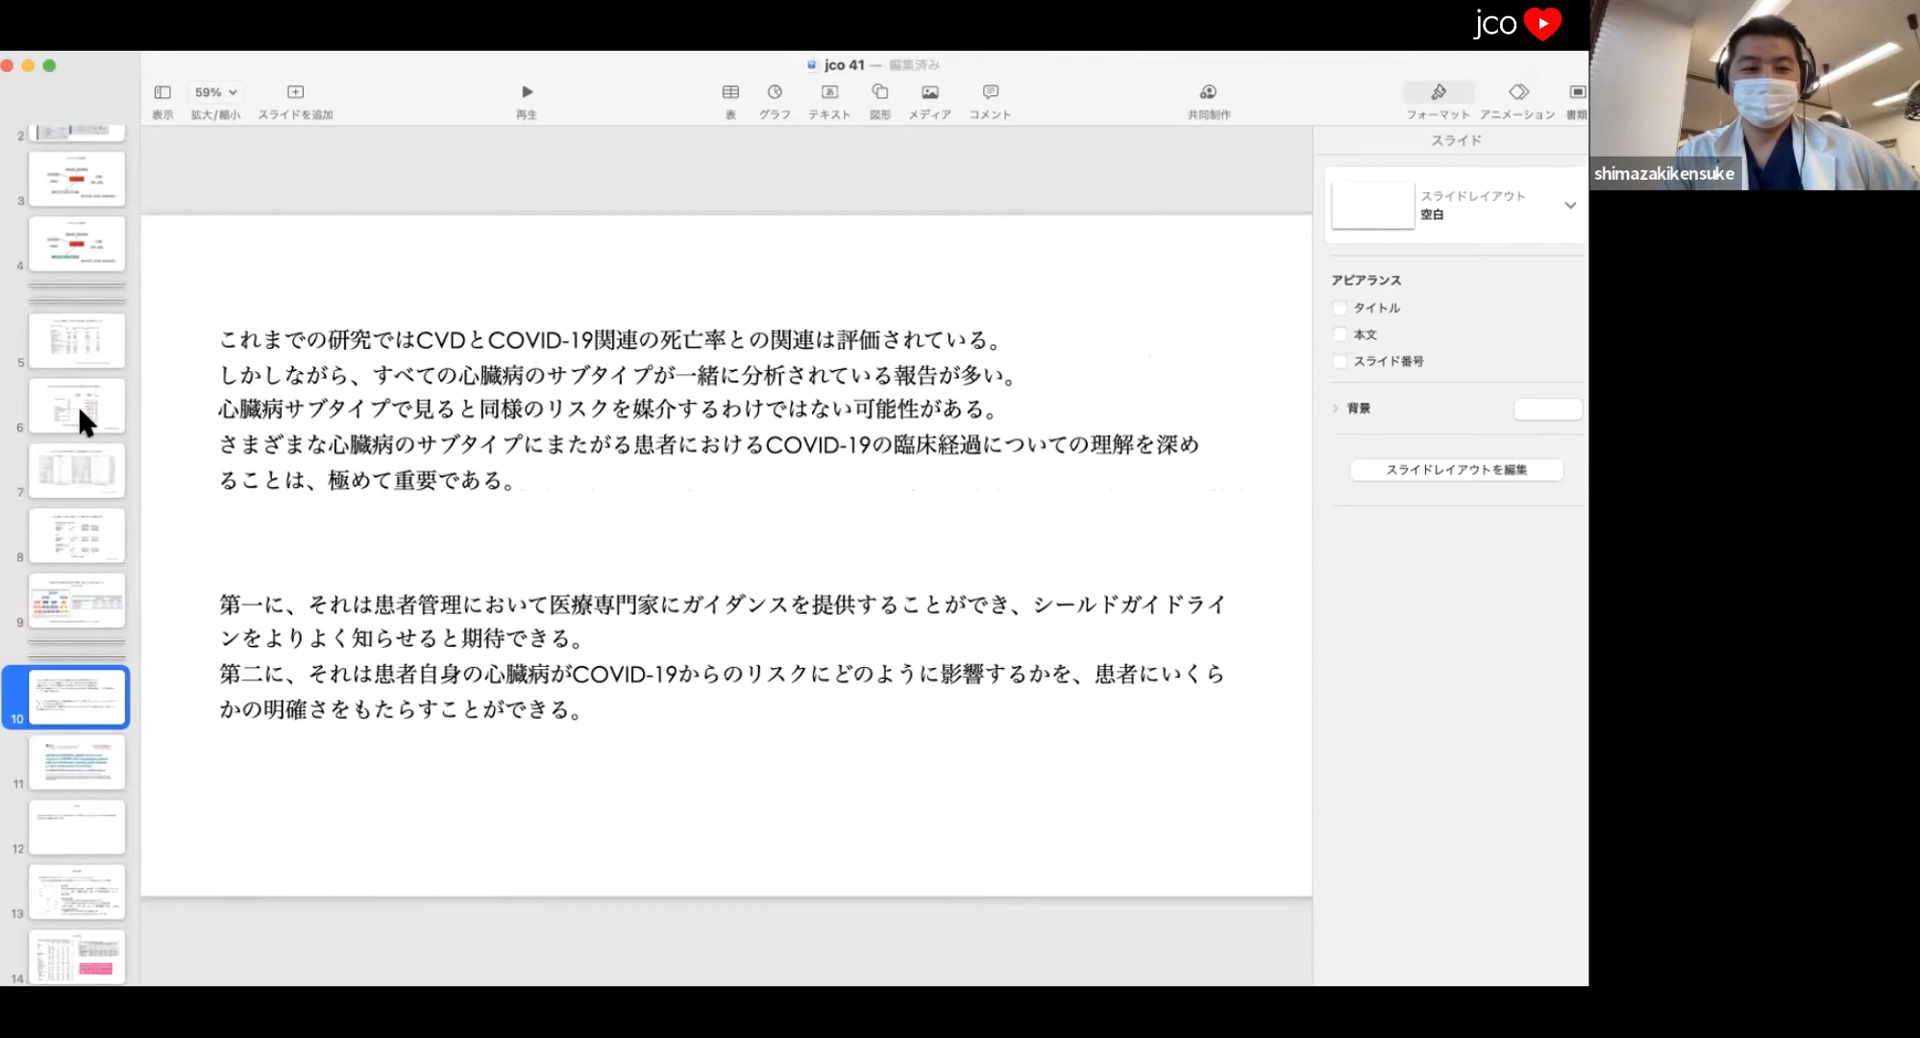 jco
jco 41 — 編集済み
59%
表示
拡大/縮小
スライドを追加
再生
表
グラフ
テキスト
図形
メディア
コメント
共同制作
フォーマット
アニメーション
書類
スライド
スライドレイアウト
空白
アピアランス
タイトル
本文
スライド番号
背景
スライドレイアウトを編集
shimazakikensuke
2
3
4
5
6
7
8
9
10
11
12
13
14
これまでの研究ではCVDとCOVID-19関連の死亡率との関連は評価されている。
しかしながら、すべての心臓病のサブタイプが一緒に分析されている報告が多い。
心臓病サブタイプで見ると同様のリスクを媒介するわけではない可能性がある。
さまざまな心臓病のサブタイプにまたがる患者におけるCOVID-19の臨床経過についての理解を深め
ることは、極めて重要である。
第一に、それは患者管理において医療専門家にガイダンスを提供することができ、シールドガイドライ
ンをよりよく知らせると期待できる。
第二に、それは患者自身の心臓病がCOVID-19からのリスクにどのように影響するかを、患者にいくら
かの明確さをもたらすことができる。